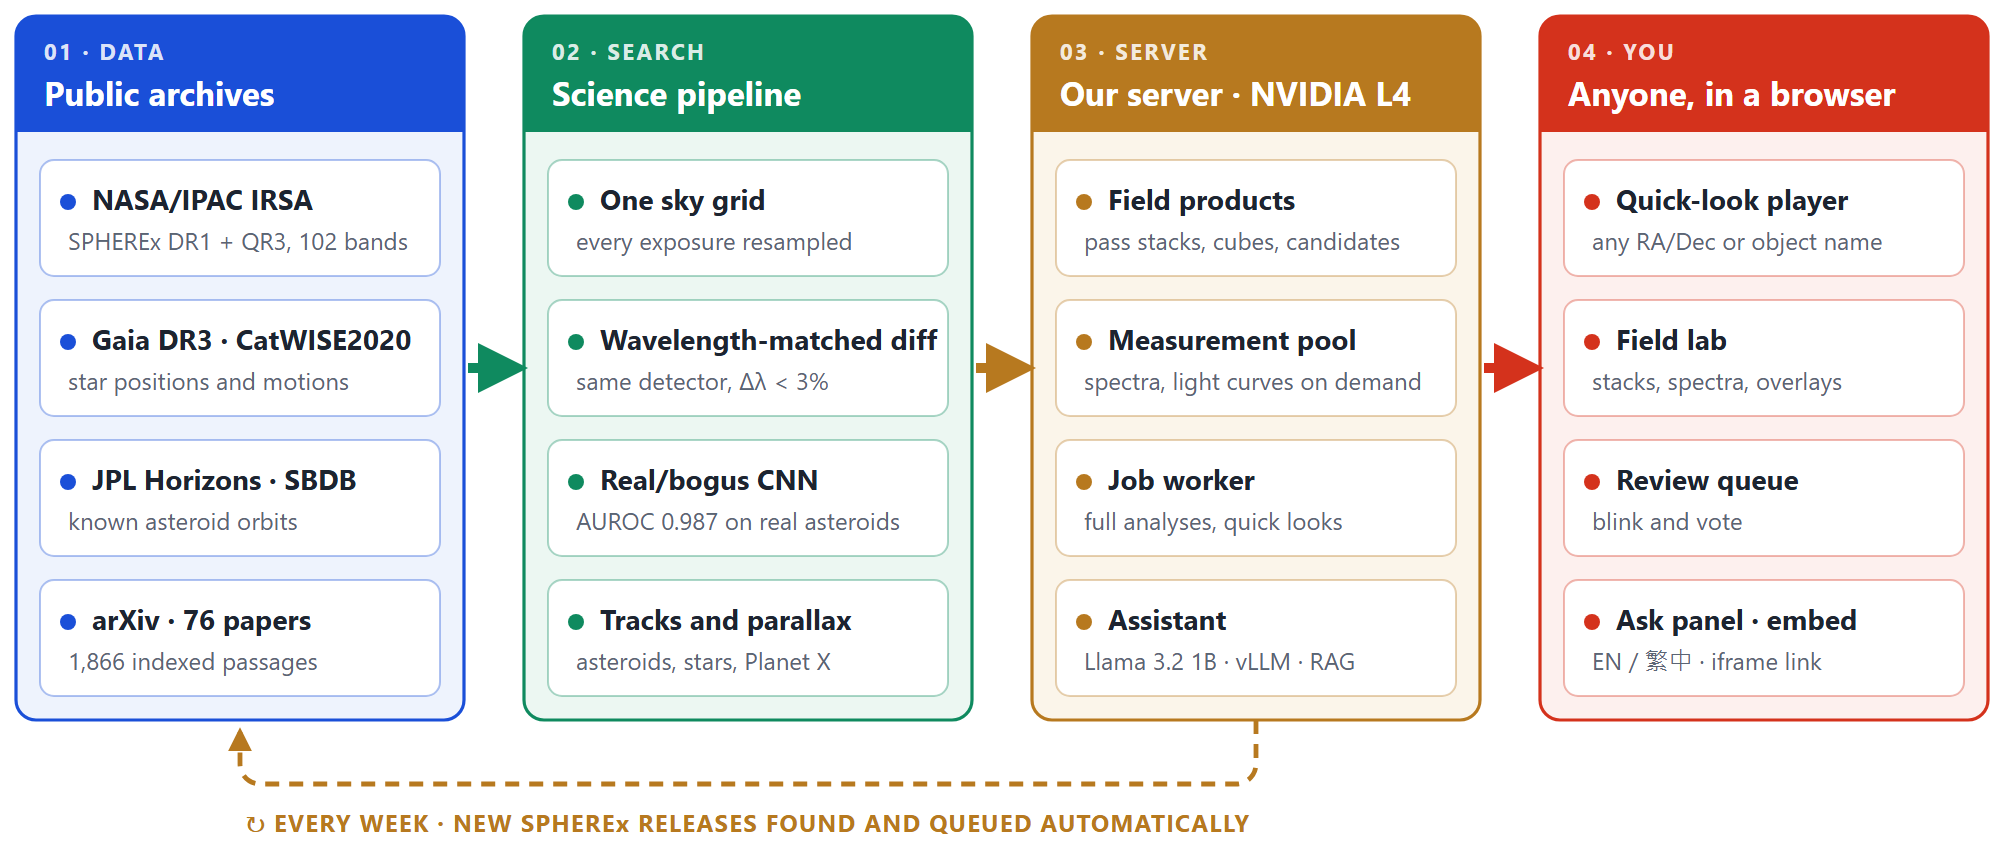 01 · DATA
Public archives
NASA/IPAC IRSA
SPHEREx DR1 + QR3, 102 bands
Gaia DR3 · CatWISE2020
star positions and motions
JPL Horizons · SBDB
known asteroid orbits
arXiv · 76 papers
1,866 indexed passages
02 · SEARCH
Science pipeline
One sky grid
every exposure resampled
Wavelength-matched diff
same detector, Δλ < 3%
Real/bogus CNN
AUROC 0.987 on real asteroids
Tracks and parallax
asteroids, stars, Planet X
03 · SERVER
Our server · NVIDIA L4
Field products
pass stacks, cubes, candidates
Measurement pool
spectra, light curves on demand
Job worker
full analyses, quick looks
Assistant
Llama 3.2 1B · vLLM · RAG
04 · YOU
Anyone, in a browser
Quick-look player
any RA/Dec or object name
Field lab
stacks, spectra, overlays
Review queue
blink and vote
Ask panel · embed
EN / 繁中 · iframe link
↻ EVERY WEEK · NEW SPHEREx RELEASES FOUND AND QUEUED AUTOMATICALLY